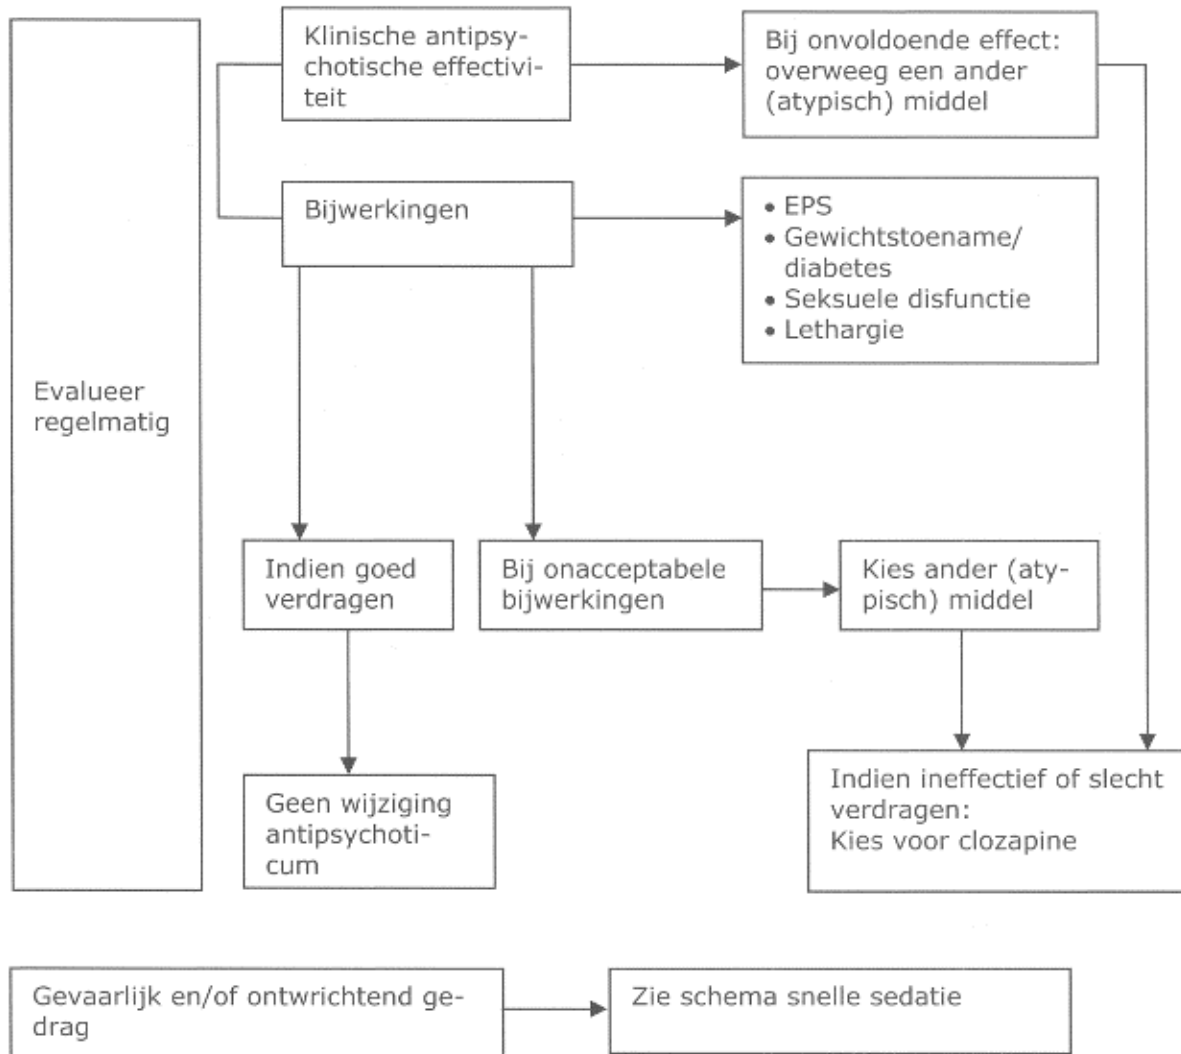 Klinische antipsy-
chotische effectivi-
teit
Bij onvoldoende effect:
overweeg een ander
(atypisch) middel
Bijwerkingen
• EPS
• Gewichtstoename/
diabetes
• Seksuele disfunctie
• Lethargie
Evalueer
regelmatig
Indien goed
verdragen
Bij onacceptabele
bijwerkingen
Kies ander (aty-
pisch) middel
Geen wijziging
antipsychoti-
cum
Indien ineffectief of slecht
verdragen:
Kies voor clozapine
Gevaarlijk en/of ontwrichtend ge-
drag
Zie schema snelle sedatie